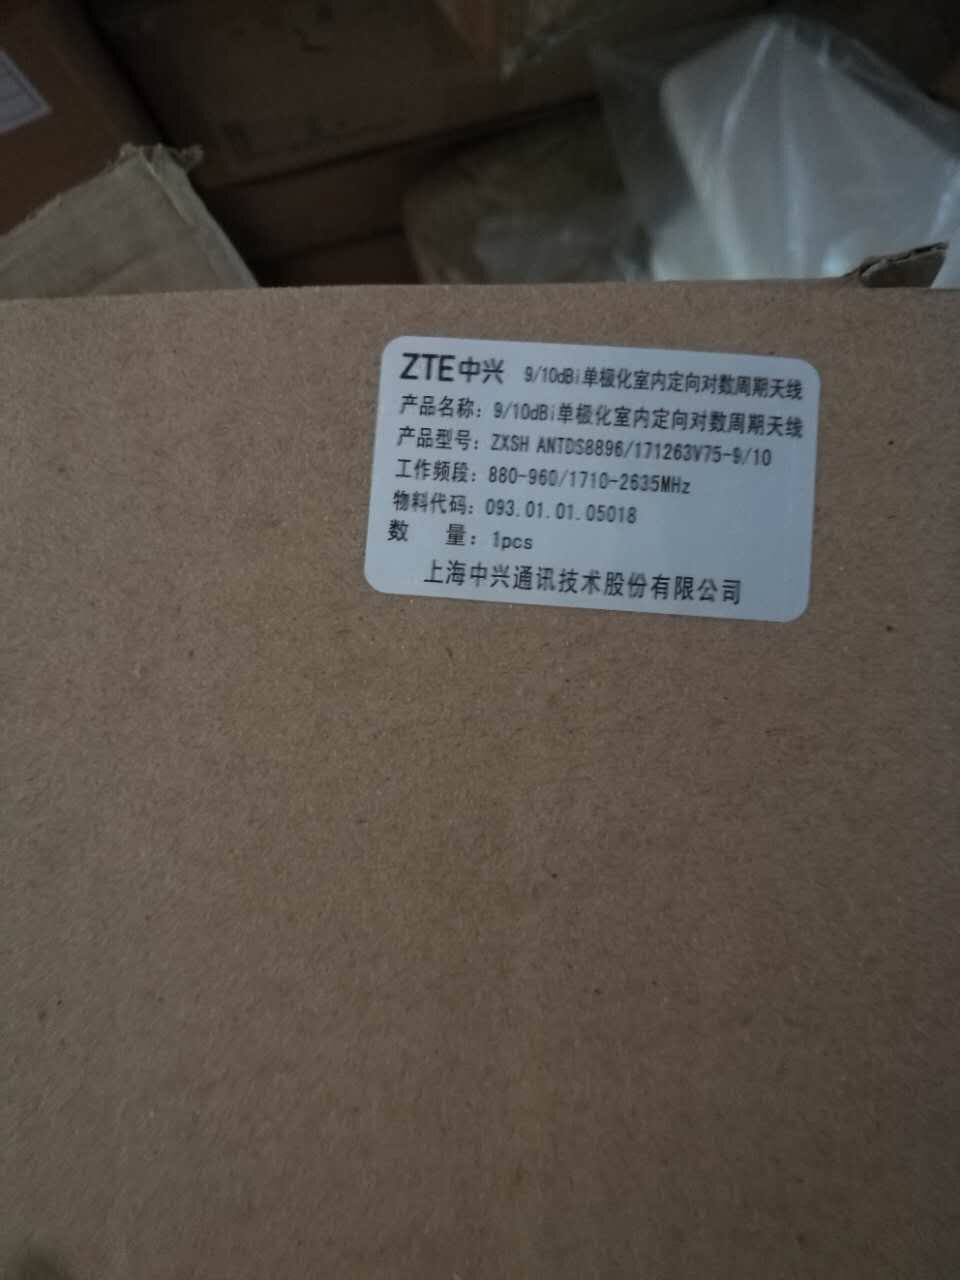 ZTE中兴 9/10dBi单极化室内定向对数周期天线
产品名称：9/10dBi单极化室内定向对数周期天线
产品型号：ZXSH ANTDS8896/171263V75-9/10
工作频段：880-960/1710-2635MHz
物料代码：093.01.01.05018
数 量：1pcs
上海中兴通讯技术股份有限公司